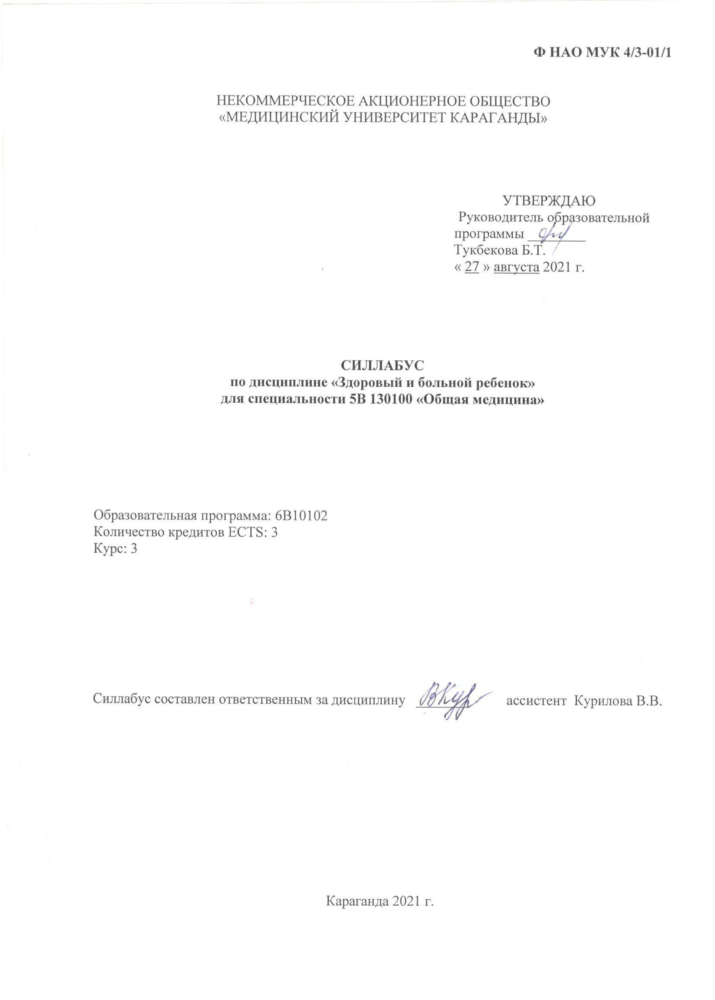 Ф НАО МУК 4/3-01/1
НЕКОММЕРЧЕСКОЕ АКЦИОНЕРНОЕ ОБЩЕСТВО
«МЕДИЦИНСКИЙ УНИВЕРСИТЕТ КАРАГАНДЫ»
УТВЕРЖДАЮ
Руководитель образовательной
программы
Тукбекова Б.Т.
« 27 » августа 2021 г.
СИЛЛАБУС
по дисциплине «Здоровый и больной ребенок»
для специальности 5В 130100 «Общая медицина»
Образовательная программа: 6В10102
Количество кредитов ECTS: 3
Курс: 3
Силлабус составлен ответственным за дисциплину ассистент Курилова В.В.
Караганда 2021 г.